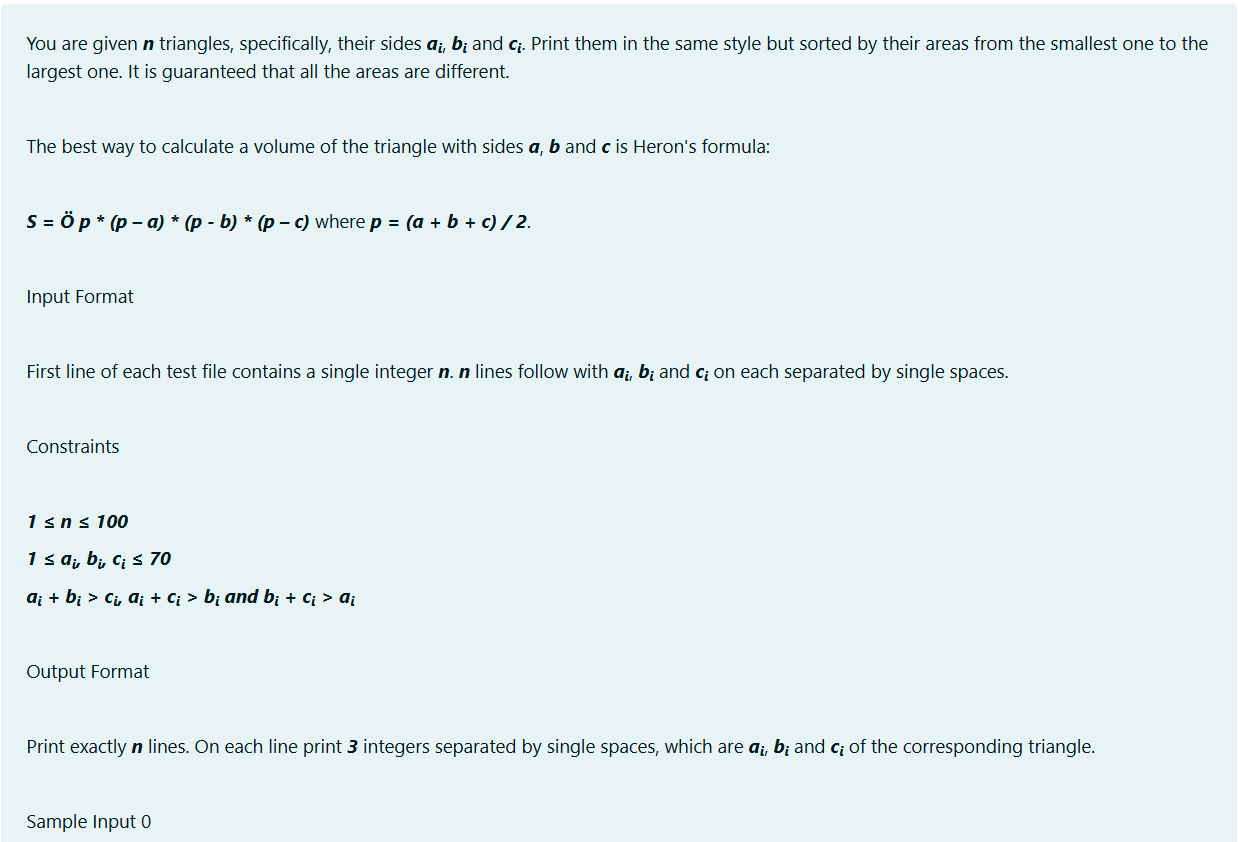 You are given n triangles, specifically, their sides aᵢ, bᵢ and cᵢ. Print them in the same style but sorted by their areas from the smallest one to the
largest one. It is guaranteed that all the areas are different.
The best way to calculate a volume of the triangle with sides a, b and c is Heron's formula:
S = Ö p * (p – a) * (p - b) * (p – c) where p = (a + b + c) / 2.
Input Format
First line of each test file contains a single integer n. n lines follow with aᵢ, bᵢ and cᵢ on each separated by single spaces.
Constraints
1 ≤ n ≤ 100
1 ≤ aᵢ, bᵢ, cᵢ ≤ 70
aᵢ + bᵢ > cᵢ, aᵢ + cᵢ > bᵢ and bᵢ + cᵢ > aᵢ
Output Format
Print exactly n lines. On each line print 3 integers separated by single spaces, which are aᵢ, bᵢ and cᵢ of the corresponding triangle.
Sample Input 0